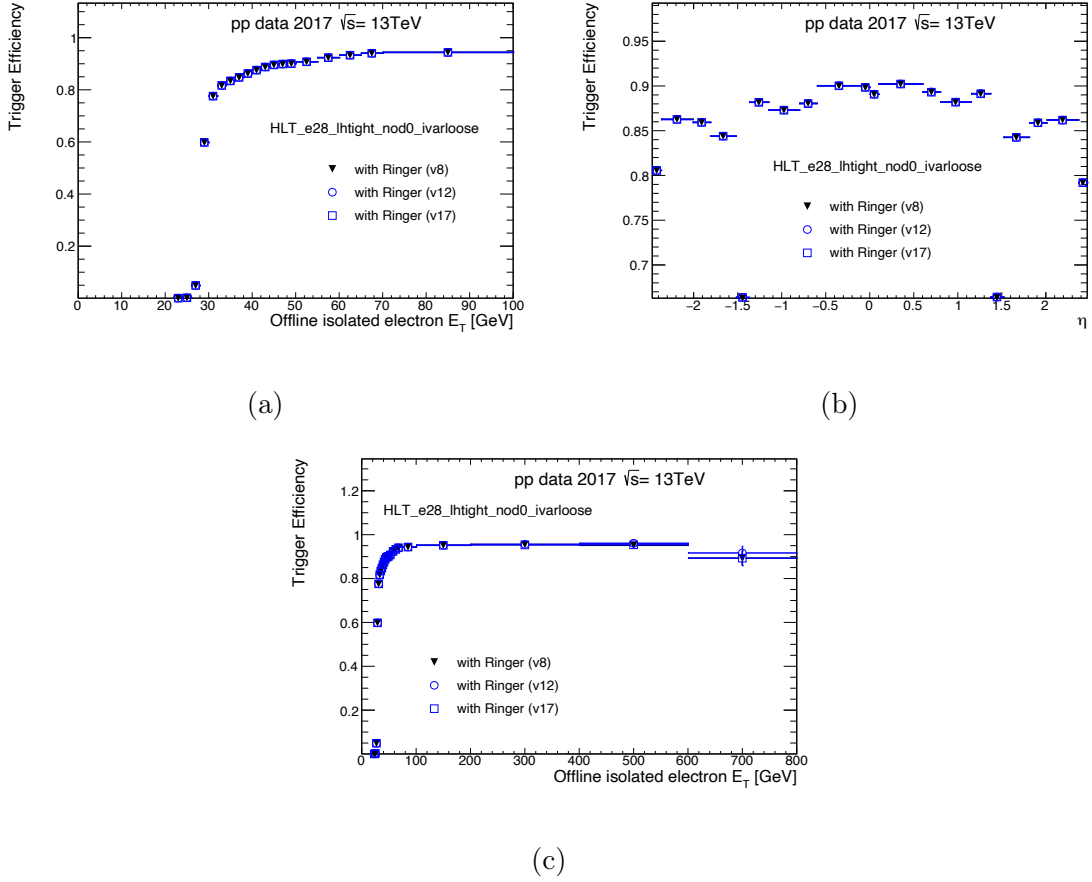 pp data 2017 √s= 13TeV
Trigger Efficiency
1
0.8
0.6
0.4
0.2
HLT_e28_lhtight_nod0_ivarloose
with Ringer (v8)
with Ringer (v12)
with Ringer (v17)
0 10 20 30 40 50 60 70 80 90 100
Offline isolated electron E_T [GeV]
(a)
pp data 2017 √s= 13TeV
Trigger Efficiency
0.95
0.9
0.85
0.8
0.75
0.7
HLT_e28_lhtight_nod0_ivarloose
with Ringer (v8)
with Ringer (v12)
with Ringer (v17)
−2 −1.5 −1 −0.5 0 0.5 1 1.5 2
η
(b)
pp data 2017 √s= 13TeV
Trigger Efficiency
HLT_e28_lhtight_nod0_ivarloose
1.2
1
0.8
0.6
0.4
0.2
with Ringer (v8)
with Ringer (v12)
with Ringer (v17)
0 100 200 300 400 500 600 700 800
Offline isolated electron E_T [GeV]
(c)